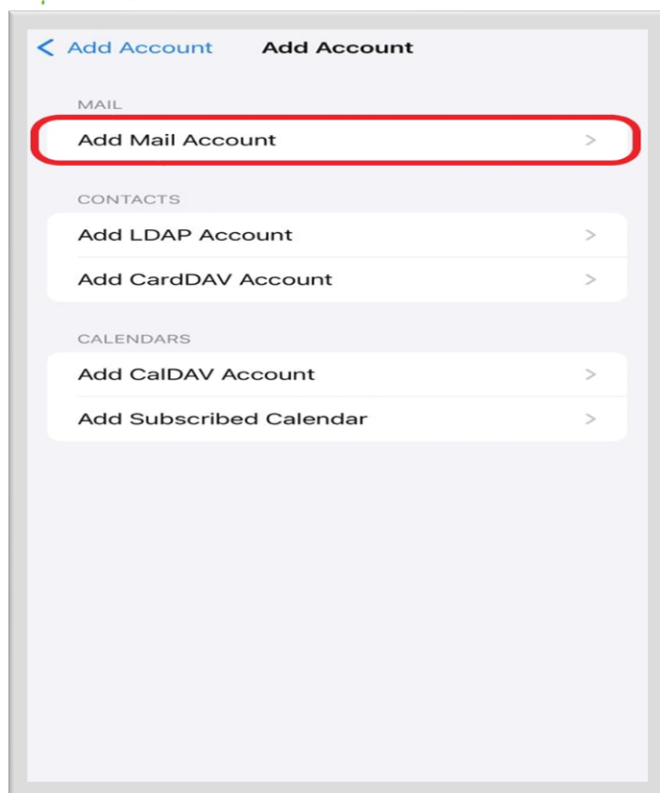 Add Account Add Account
MAIL
Add Mail Account
CONTACTS
Add LDAP Account
Add CardDAV Account
CALENDARS
Add CalDAV Account
Add Subscribed Calendar